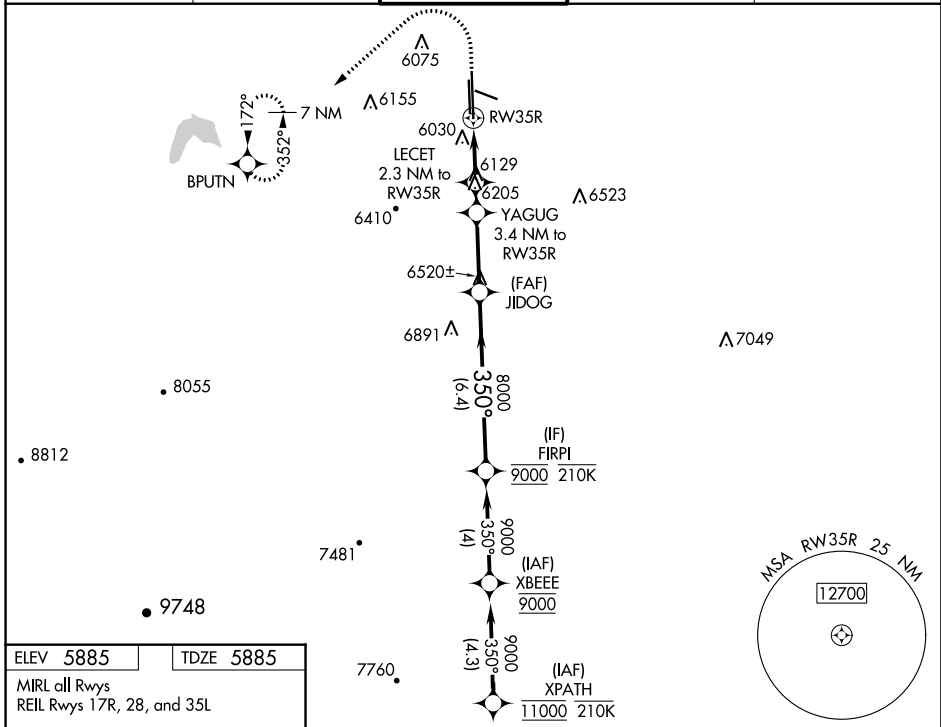 6075
6155
7 NM
172°
352°
BPUTN
RW35R
6030
LECET
2.3 NM to
RW35R
6129
6205
6523
6410
YAGUG
3.4 NM to
RW35R
6520±
(FAF)
JIDOG
6891
7049
8000
350°
(6.4)
8055
8812
(IF)
FIRPI
9000 210K
9000
350°
(4)
7481
(IAF)
XBEEE
9000
9748
9000
350°
(4.3)
7760
(IAF)
XPATH
11000 210K
MSA RW35R 25 NM
12700
ELEV 5885
TDZE 5885
MIRL all Rwys
REIL Rwys 17R, 28, and 35L